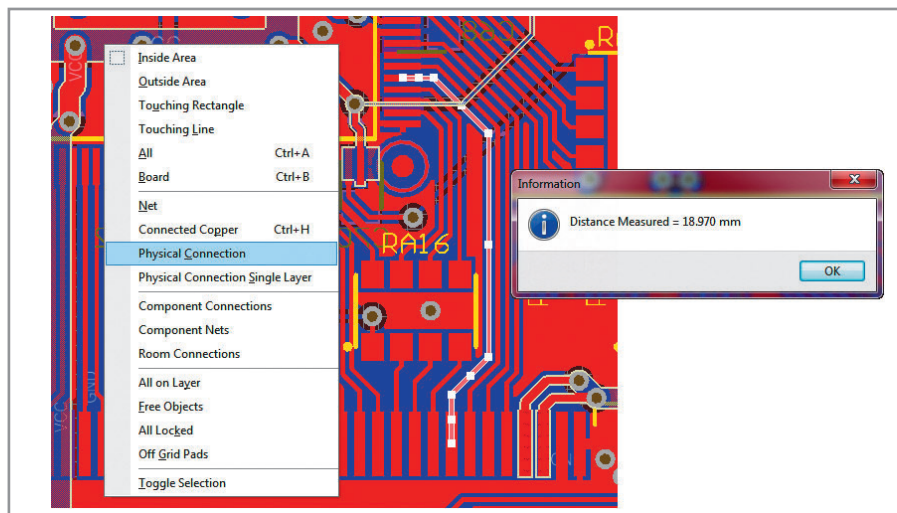 VCC
Inside Area
Outside Area
Touching Rectangle
Touching Line
All Ctrl+A
Board Ctrl+B
Net
Connected Copper Ctrl+H
Physical Connection
Physical Connection Single Layer
Component Connections
Component Nets
Room Connections
All on Layer
Free Objects
All Locked
Off Grid Pads
Toggle Selection
RA16
VCC
GND
Information
Distance Measured = 18.970 mm
OK